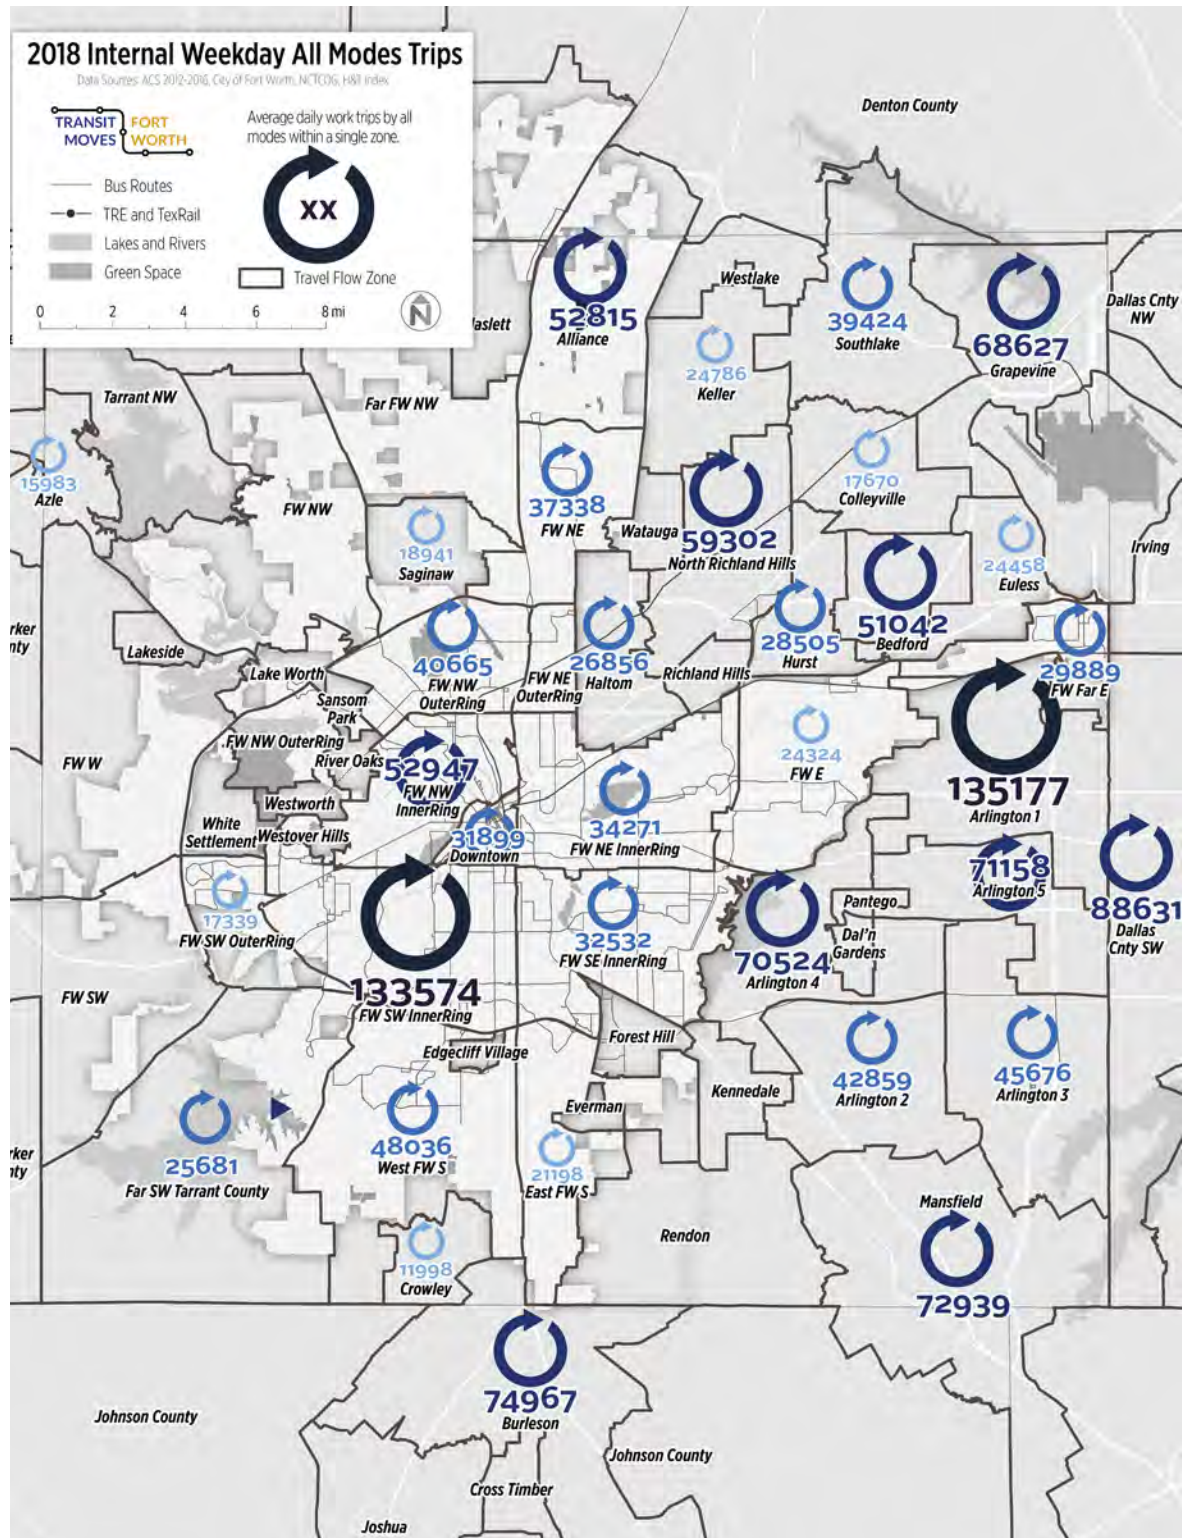 2018 Internal Weekday All Modes Trips
Data Sources: ACS 2012-2016, City of Fort Worth, NCTCOG, H&T Index
TRANSIT
MOVES
FORT
WORTH
Average daily work trips by all
modes within a single zone.
xx
Bus Routes
TRE and TexRail
Lakes and Rivers
Green Space
Travel Flow Zone
0 2 4 6 8 mi
N
Denton County
52815
Alliance
Westlake
39424
Southlake
68627
Grapevine
Dallas Cnty
NW
24786
Keller
Tarrant NW
Far FW NW
15983
Azle
FW NW
37338
FW NE
Watauga
59302
North Richland Hills
17670
Colleyville
18941
Saginaw
24458
Euless
Irving
51042
Bedford
Lakeside
Lake Worth
40665
FW NW
OuterRing
FW NE
OuterRing
26856
Haltom
Richland Hills
28505
Hurst
29889
FW Far E
Sansom
Park
FW NW OuterRing
River Oaks
FW W
52947
FW NW
InnerRing
24324
FW E
135177
Arlington 1
Westworth
White
Settlement
Westover Hills
31899
Downtown
34271
FW NE InnerRing
71158
Arlington 5
88631
Dallas
Cnty SW
17339
FW SW OuterRing
133574
FW SW InnerRing
32532
FW SE InnerRing
70524
Arlington 4
Pantego
Dal'n
Gardens
FW SW
Edgecliff Village
Forest Hill
Everman
Kennedale
42859
Arlington 2
45676
Arlington 3
25681
Far SW Tarrant County
48036
West FW S
21198
East FW S
Mansfield
72939
Rendon
11998
Crowley
74967
Burleson
Johnson County
Johnson County
Cross Timber
Joshua